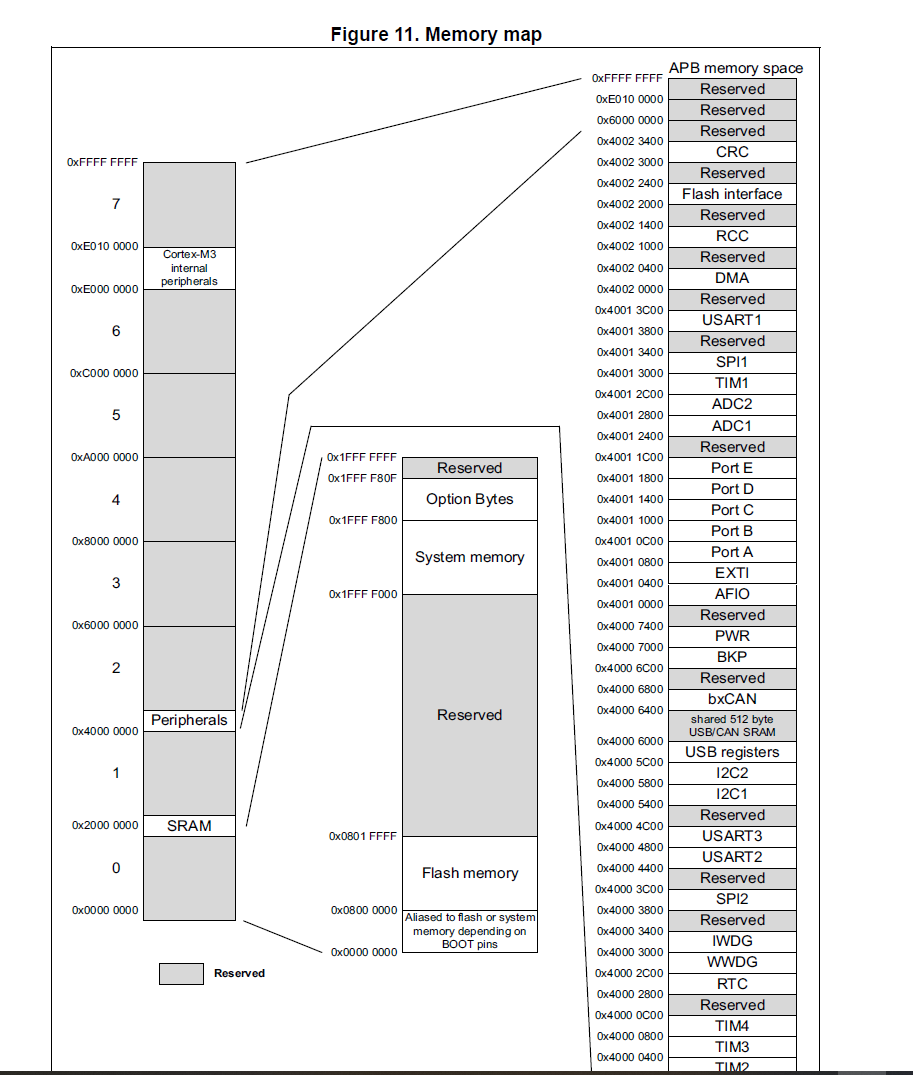 Figure 11. Memory map
0xFFFF FFFF
7
0xE010 0000
Cortex-M3
internal
peripherals
0xE000 0000
6
0xC000 0000
5
0xA000 0000
4
0x8000 0000
3
0x6000 0000
2
Peripherals
0x4000 0000
1
0x2000 0000
SRAM
0
0x0000 0000
Reserved
0x1FFF FFFF
Reserved
0x1FFF F80F
Option Bytes
0x1FFF F800
System memory
0x1FFF F000
Reserved
0x0801 FFFF
Flash memory
0x0800 0000
Aliased to flash or system
memory depending on
BOOT pins
0x0000 0000
APB memory space
0xFFFF FFFF
Reserved
0xE010 0000
Reserved
0x6000 0000
Reserved
0x4002 3400
CRC
0x4002 3000
Reserved
0x4002 2400
Flash interface
0x4002 2000
Reserved
0x4002 1400
RCC
0x4002 1000
Reserved
0x4002 0400
DMA
0x4002 0000
Reserved
0x4001 3C00
USART1
0x4001 3800
Reserved
0x4001 3400
SPI1
0x4001 3000
TIM1
0x4001 2C00
ADC2
0x4001 2800
ADC1
0x4001 2400
Reserved
0x4001 1C00
Port E
0x4001 1800
Port D
0x4001 1400
Port C
0x4001 1000
Port B
0x4001 0C00
Port A
0x4001 0800
EXTI
0x4001 0400
AFIO
0x4001 0000
Reserved
0x4000 7400
PWR
0x4000 7000
BKP
0x4000 6C00
Reserved
0x4000 6800
bxCAN
0x4000 6400
shared 512 byte
USB/CAN SRAM
0x4000 6000
USB registers
0x4000 5C00
I2C2
0x4000 5800
I2C1
0x4000 5400
Reserved
0x4000 4C00
USART3
0x4000 4800
USART2
0x4000 4400
Reserved
0x4000 3C00
SPI2
0x4000 3800
Reserved
0x4000 3400
IWDG
0x4000 3000
WWDG
0x4000 2C00
RTC
0x4000 2800
Reserved
0x4000 0C00
TIM4
0x4000 0800
TIM3
0x4000 0400
TIM2